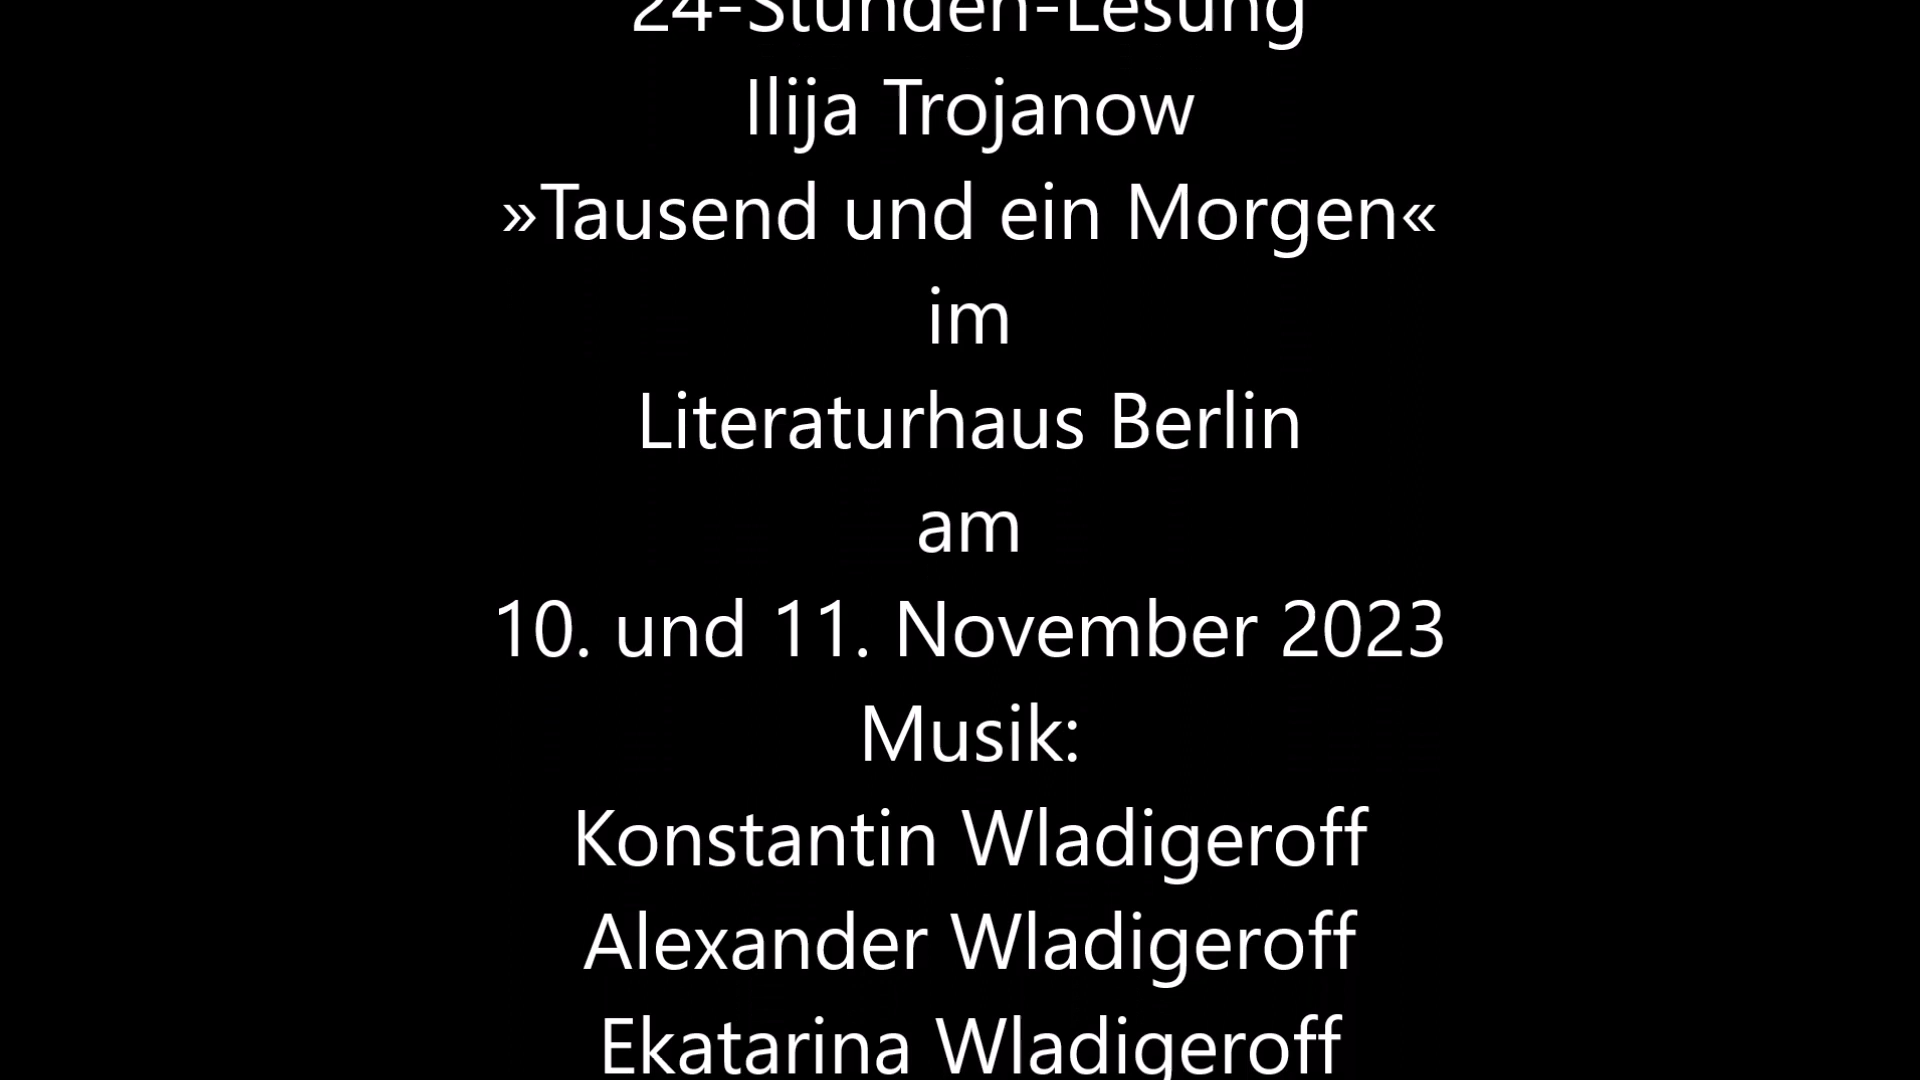 24-Stunden-Lesung
Ilija Trojanow
»Tausend und ein Morgen«
im
Literaturhaus Berlin
am
10. und 11. November 2023
Musik:
Konstantin Wladigeroff
Alexander Wladigeroff
Ekatarina Wladigeroff